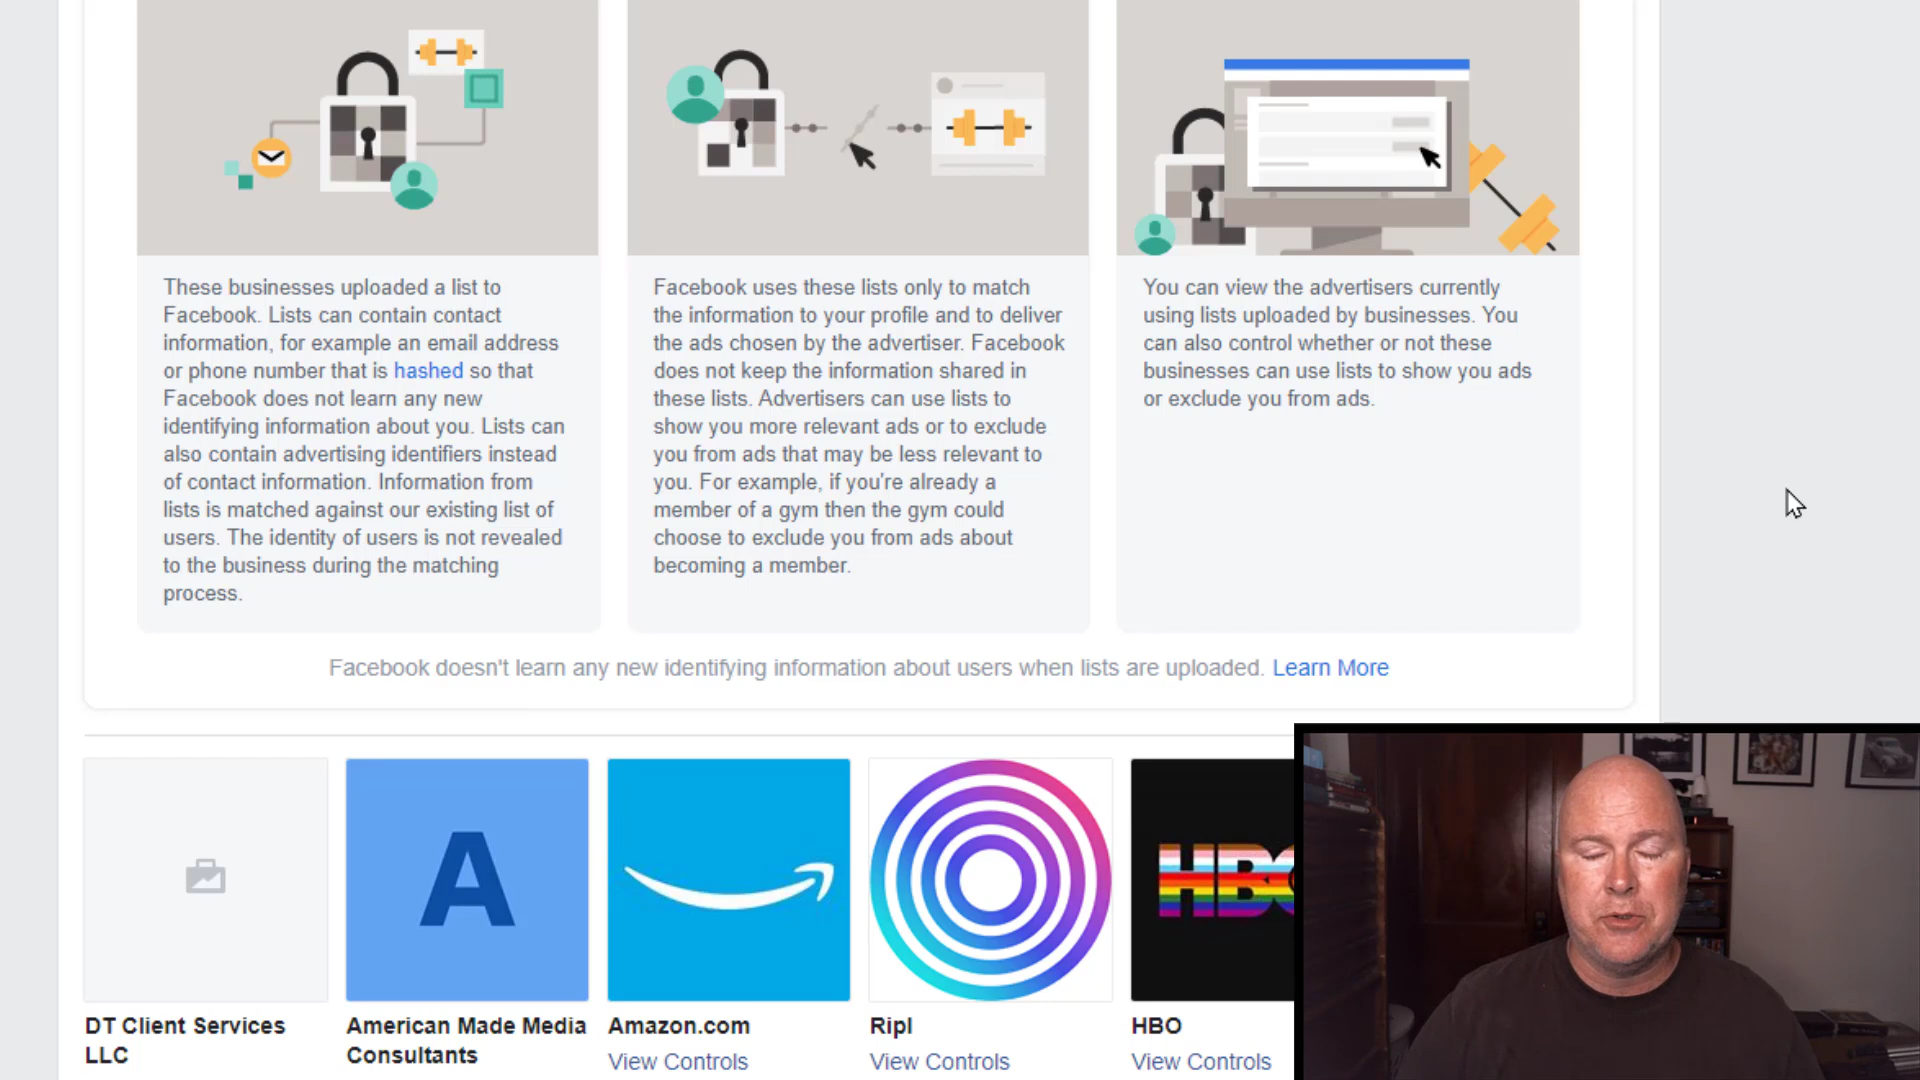 These businesses uploaded a list to
Facebook. Lists can contain contact
information, for example an email address
or phone number that is hashed so that
Facebook does not learn any new
identifying information about you. Lists can
also contain advertising identifiers instead
of contact information. Information from
lists is matched against our existing list of
users. The identity of users is not revealed
to the business during the matching
process.
Facebook uses these lists only to match
the information to your profile and to deliver
the ads chosen by the advertiser. Facebook
does not keep the information shared in
these lists. Advertisers can use lists to
show you more relevant ads or to exclude
you from ads that may be less relevant to
you. For example, if you're already a
member of a gym then the gym could
choose to exclude you from ads about
becoming a member.
You can view the advertisers currently
using lists uploaded by businesses. You
can also control whether or not these
businesses can use lists to show you ads
or exclude you from ads.
Facebook doesn't learn any new identifying information about users when lists are uploaded. Learn More
A
HBO
DT Client Services
LLC
American Made Media
Consultants
Amazon.com
View Controls
Ripl
View Controls
HBO
View Controls